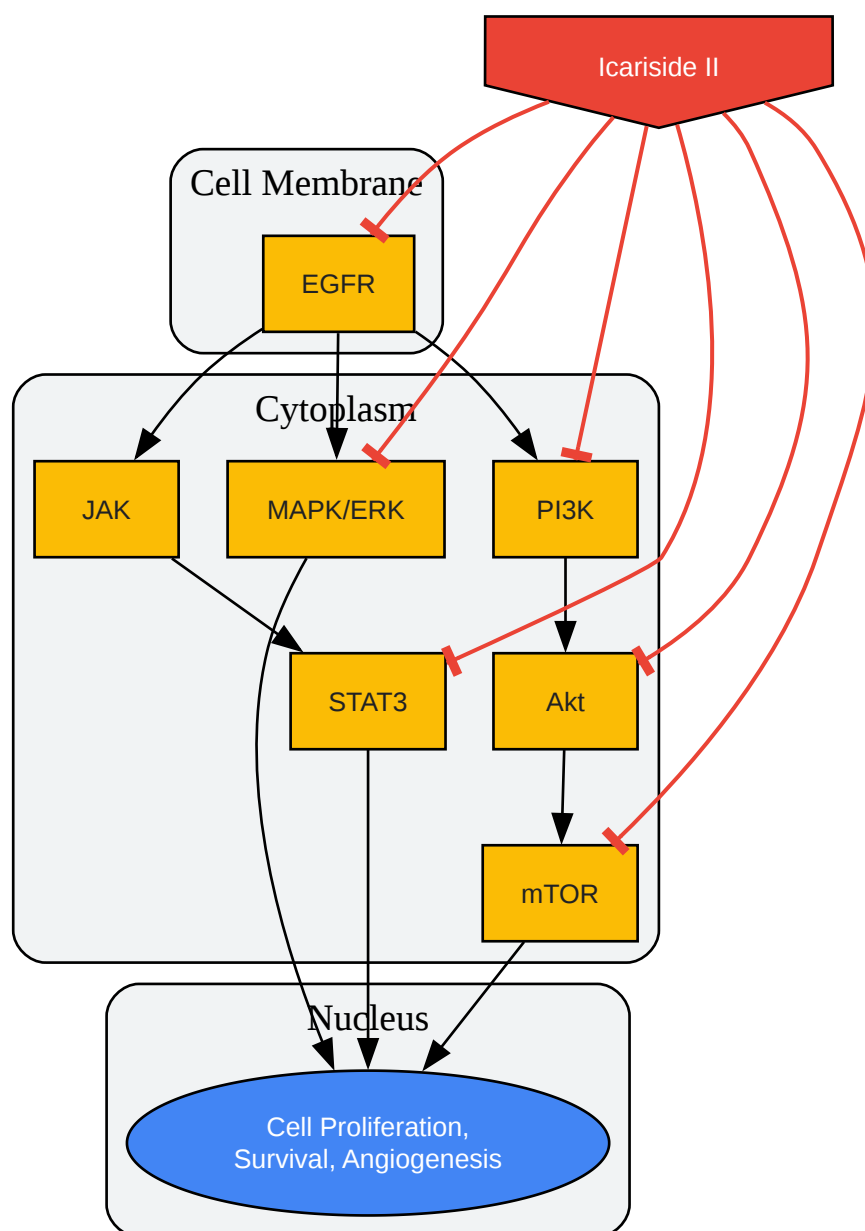 Icariside II
Cell Membrane
EGFR
Cytoplasm
JAK
MAPK/ERK
PI3K
STAT3
Akt
mTOR
Nucleus
Cell Proliferation,
Survival, Angiogenesis